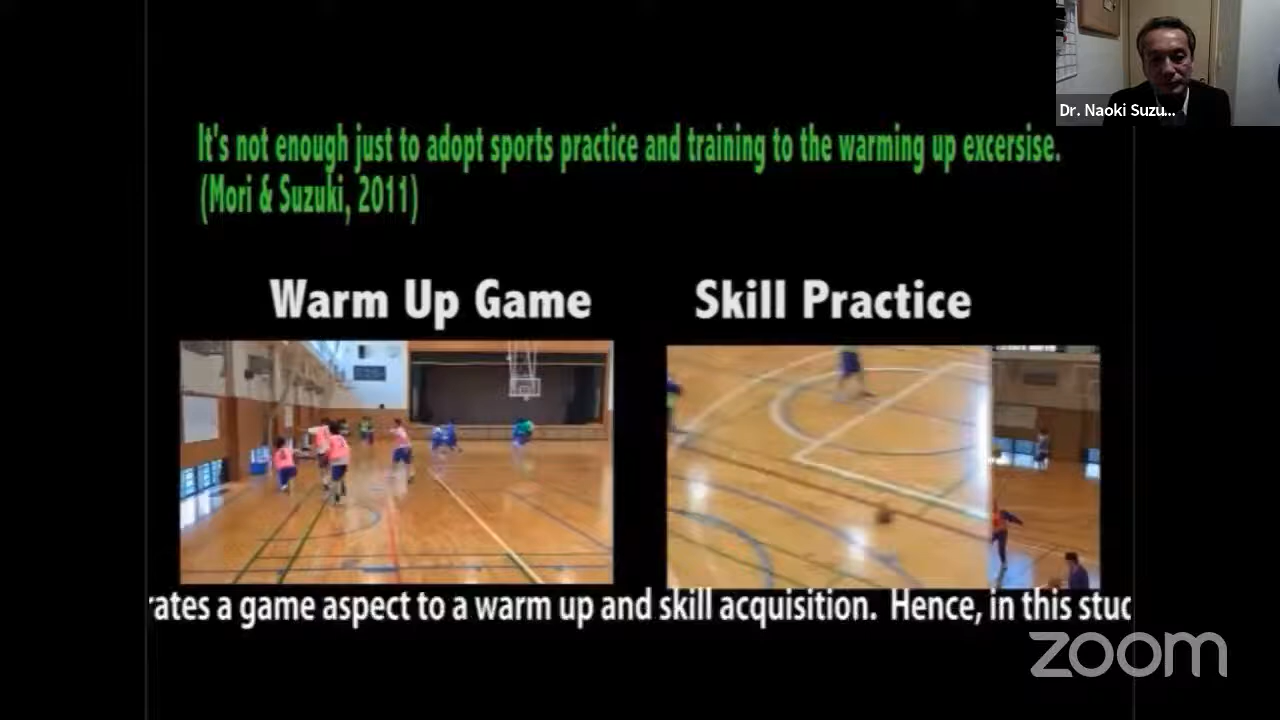 Dr. Naoki Suzu...
It's not enough just to adopt sports practice and training to the warming up excersise.
(Mori & Suzuki, 2011)
Warm Up Game
Skill Practice
rates a game aspect to a warm up and skill acquisition. Hence, in this stud
zoom